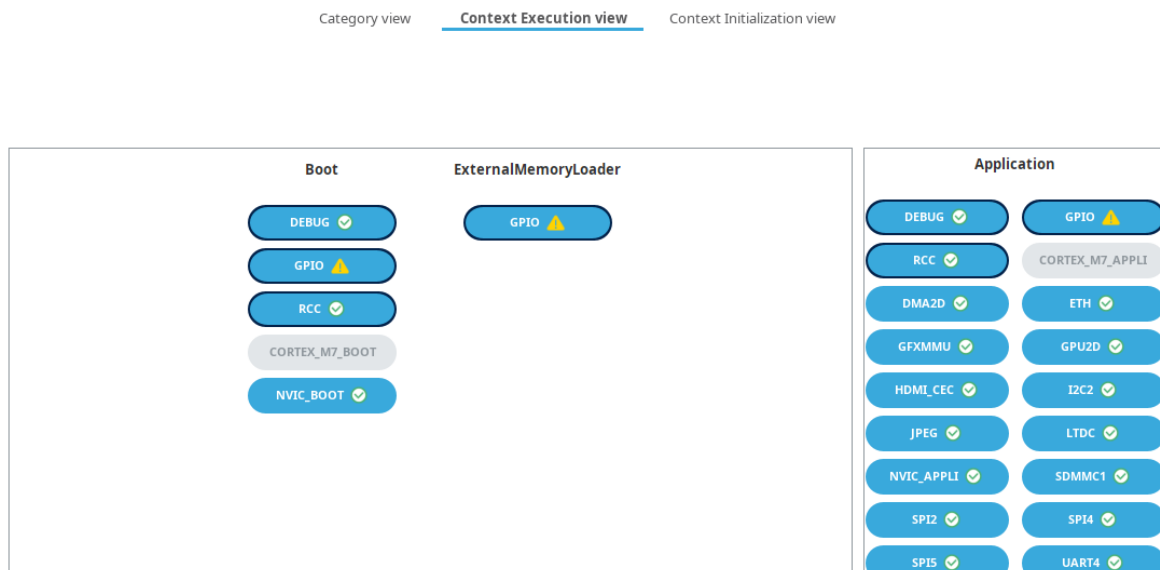 Category view
Context Execution view
Context Initialization view
Boot
ExternalMemoryLoader
Application
DEBUG
GPIO
RCC
CORTEX_M7_BOOT
NVIC_BOOT
GPIO
DEBUG
GPIO
RCC
CORTEX_M7_APPLI
DMA2D
ETH
GFXMMU
GPU2D
HDMI_CEC
I2C2
JPEG
LTDC
NVIC_APPLI
SDMMC1
SPI2
SPI4
SPI5
UART4